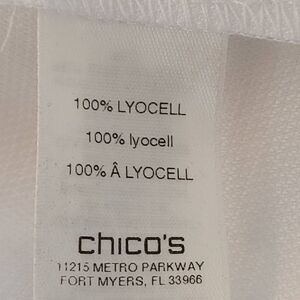 100% LYOCELL
100% lyocell
100% Â LYOCELL
chico's
11215 METRO PARKWAY
FORT MYERS, FL 33966